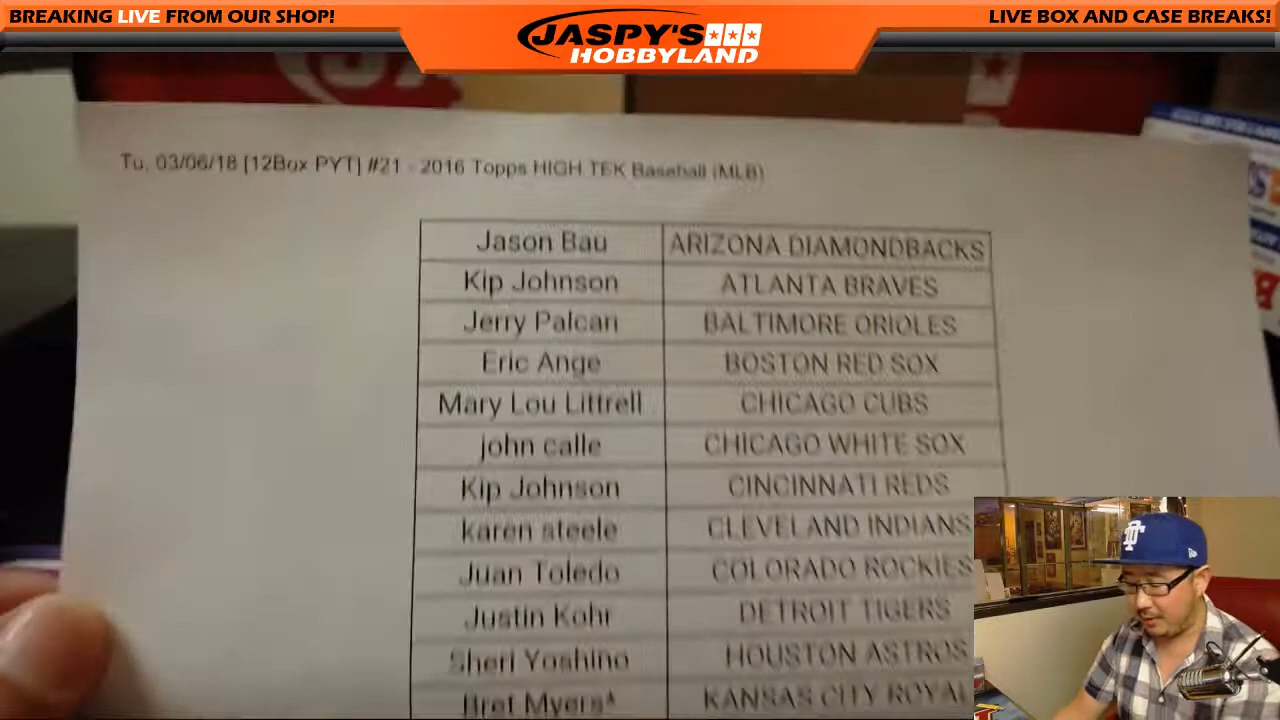 BREAKING LIVE FROM OUR SHOP!
JASPY'S
HOBBYLAND
LIVE BOX AND CASE BREAKS!
Tu, 03/06/18 [12Box PYT] #21 - 2016 Topps HIGH TEK Baseball (MLB)
Jason Bau ARIZONA DIAMONDBACKS
Kip Johnson ATLANTA BRAVES
Jerry Palcan BALTIMORE ORIOLES
Eric Ange BOSTON RED SOX
Mary Lou Littrell CHICAGO CUBS
john calle CHICAGO WHITE SOX
Kip Johnson CINCINNATI REDS
karen steele CLEVELAND INDIANS
Juan Toledo COLORADO ROCKIES
Justin Kohr DETROIT TIGERS
Sheri Yoshino HOUSTON ASTROS
Bret Myers* KANSAS CITY ROYAL